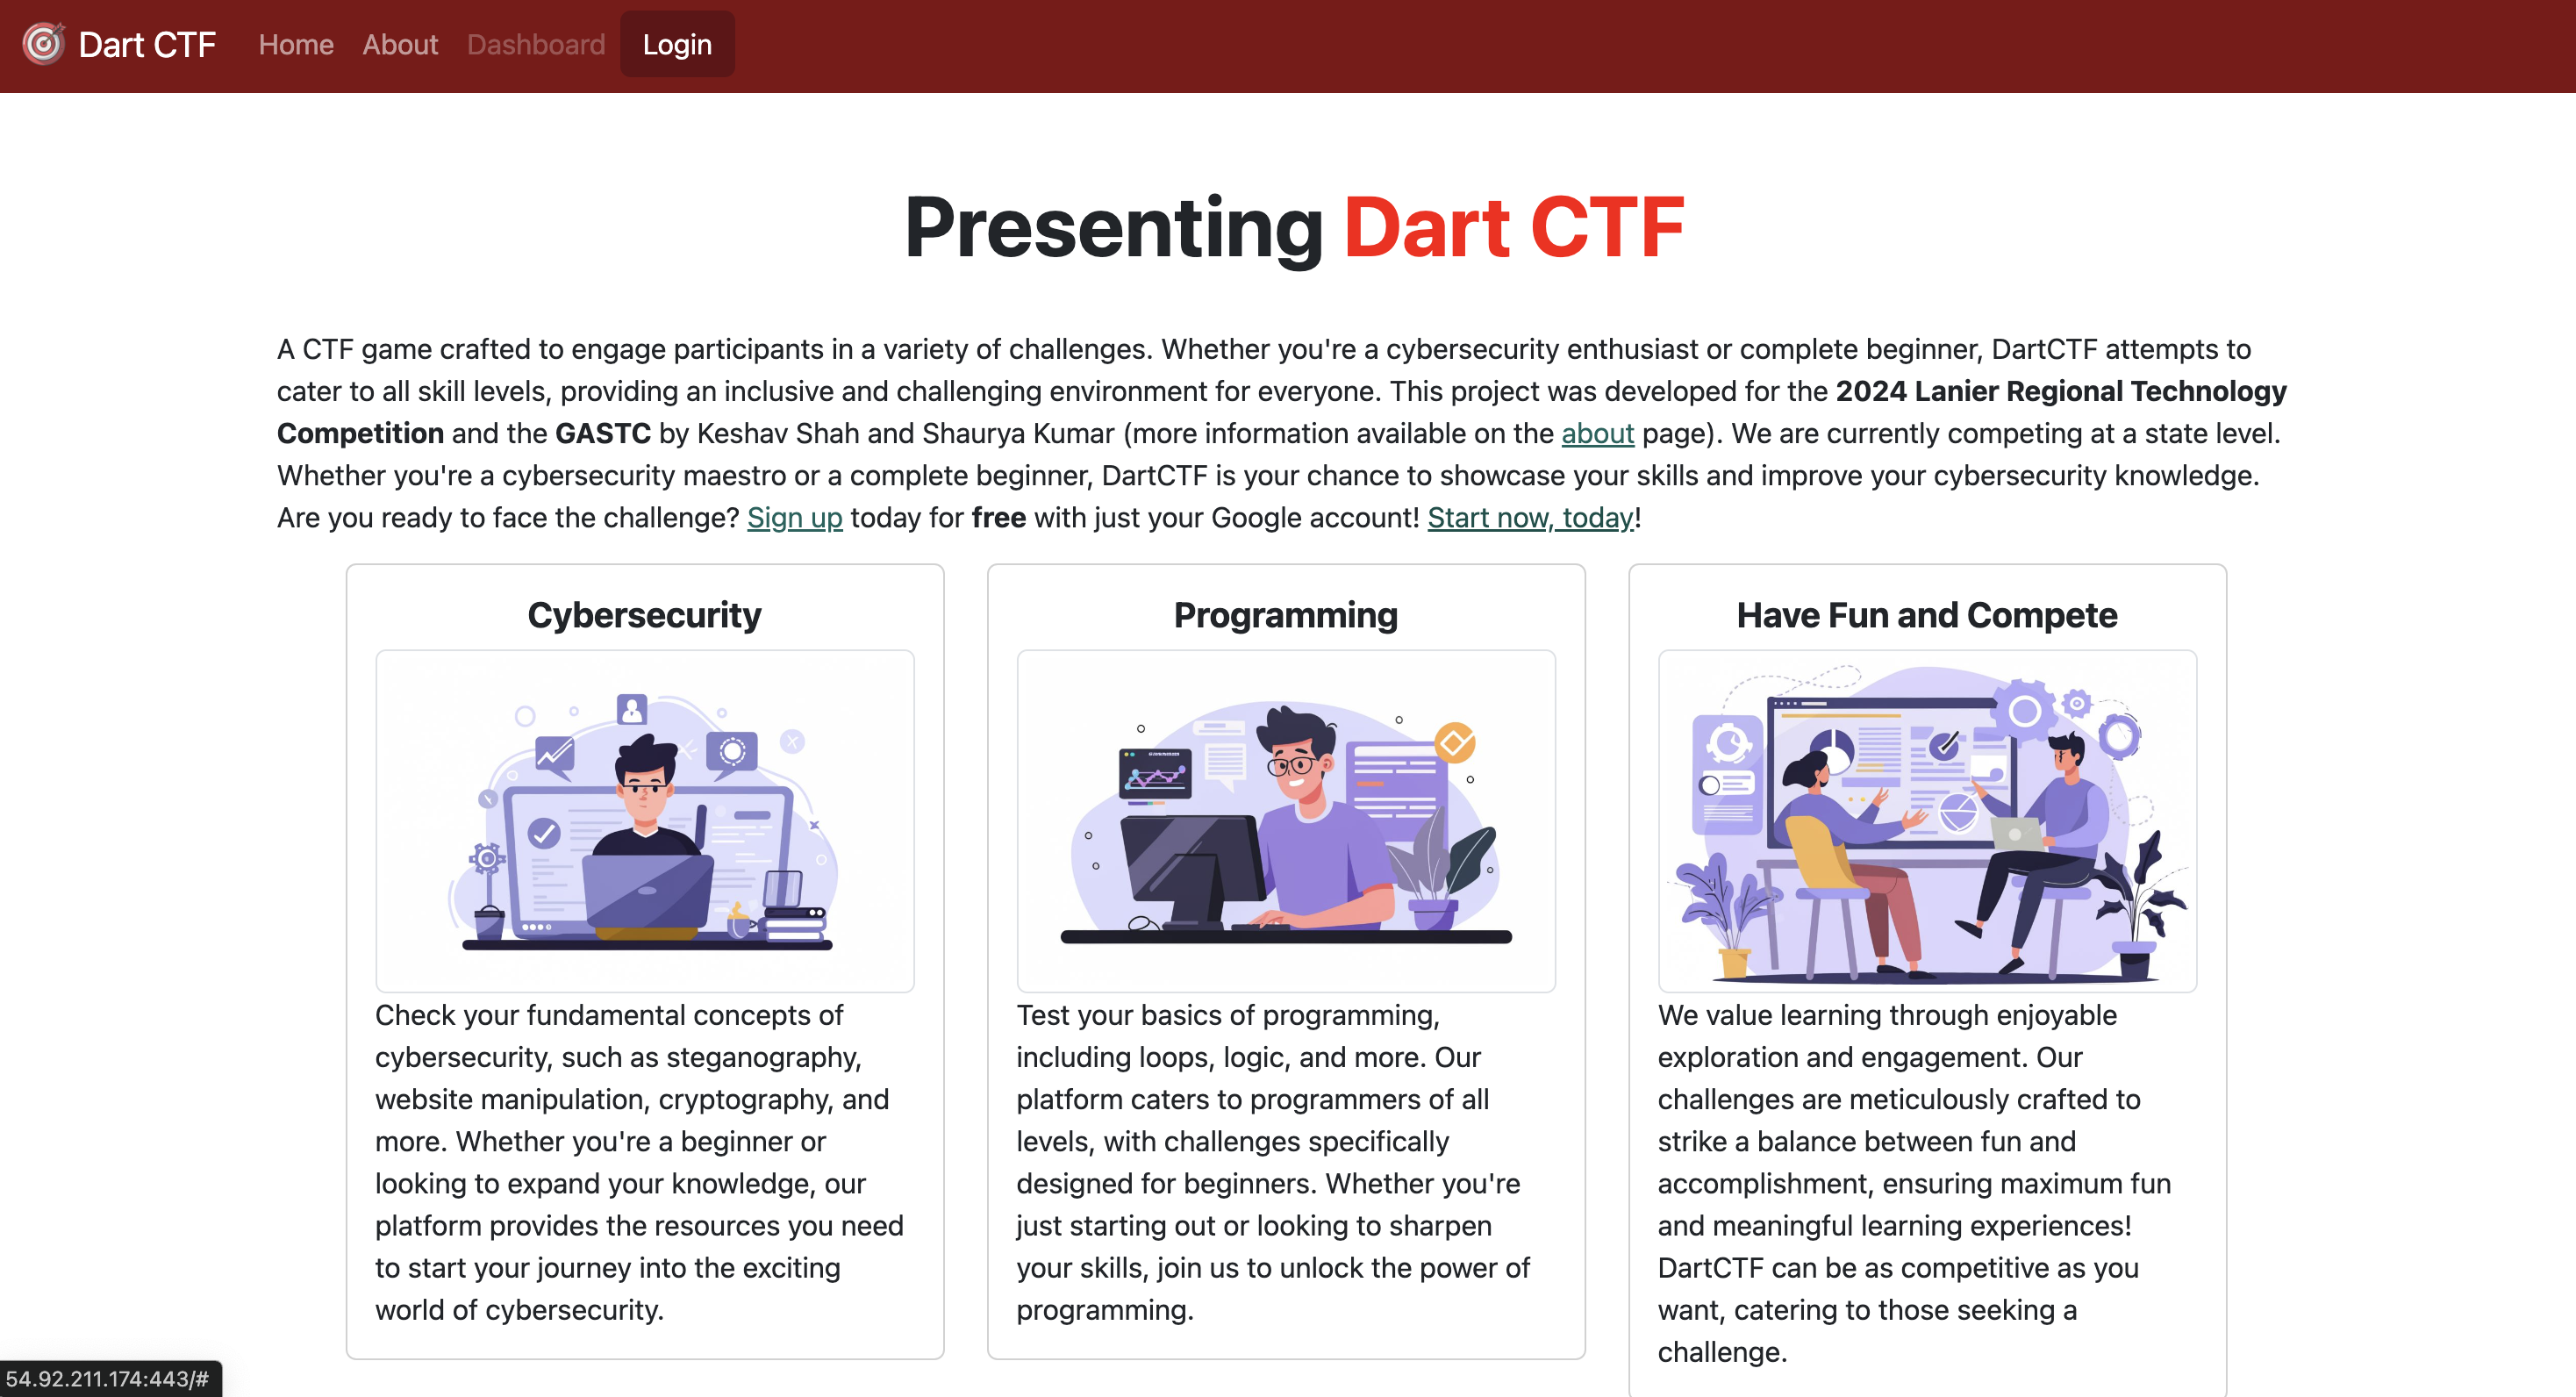 Dart CTF Home About Dashboard Login
Presenting Dart CTF
A CTF game crafted to engage participants in a variety of challenges. Whether you're a cybersecurity enthusiast or complete beginner, DartCTF attempts to
cater to all skill levels, providing an inclusive and challenging environment for everyone. This project was developed for the 2024 Lanier Regional Technology
Competition and the GASTC by Keshav Shah and Shaurya Kumar (more information available on the about page). We are currently competing at a state level.
Whether you're a cybersecurity maestro or a complete beginner, DartCTF is your chance to showcase your skills and improve your cybersecurity knowledge.
Are you ready to face the challenge? Sign up today for free with just your Google account! Start now, today!
Cybersecurity
Check your fundamental concepts of
cybersecurity, such as steganography,
website manipulation, cryptography, and
more. Whether you're a beginner or
looking to expand your knowledge, our
platform provides the resources you need
to start your journey into the exciting
world of cybersecurity.
Programming
Test your basics of programming,
including loops, logic, and more. Our
platform caters to programmers of all
levels, with challenges specifically
designed for beginners. Whether you're
just starting out or looking to sharpen
your skills, join us to unlock the power of
programming.
Have Fun and Compete
We value learning through enjoyable
exploration and engagement. Our
challenges are meticulously crafted to
strike a balance between fun and
accomplishment, ensuring maximum fun
and meaningful learning experiences!
DartCTF can be as competitive as you
want, catering to those seeking a
challenge.
54.92.211.174:443/#